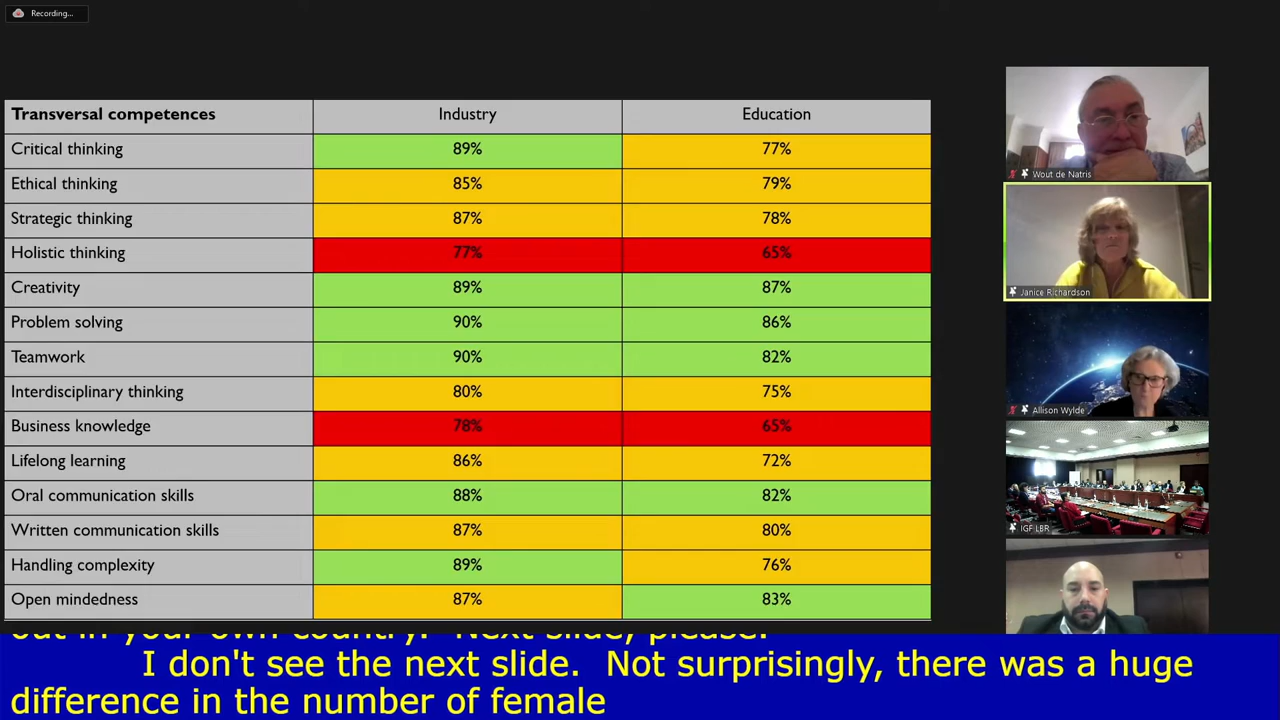 Recording...
Transversal competences Industry Education
Critical thinking 89% 77%
Ethical thinking 85% 79%
Strategic thinking 87% 78%
Holistic thinking 77% 65%
Creativity 89% 87%
Problem solving 90% 86%
Teamwork 90% 82%
Interdisciplinary thinking 80% 75%
Business knowledge 78% 65%
Lifelong learning 86% 72%
Oral communication skills 88% 82%
Written communication skills 87% 80%
Handling complexity 89% 76%
Open mindedness 87% 83%
Wout de Natris
Janice Richardson
Allison Wylde
IGF LBR
out in your own country. Next slide, please.
I don't see the next slide. Not surprisingly, there was a huge
difference in the number of female